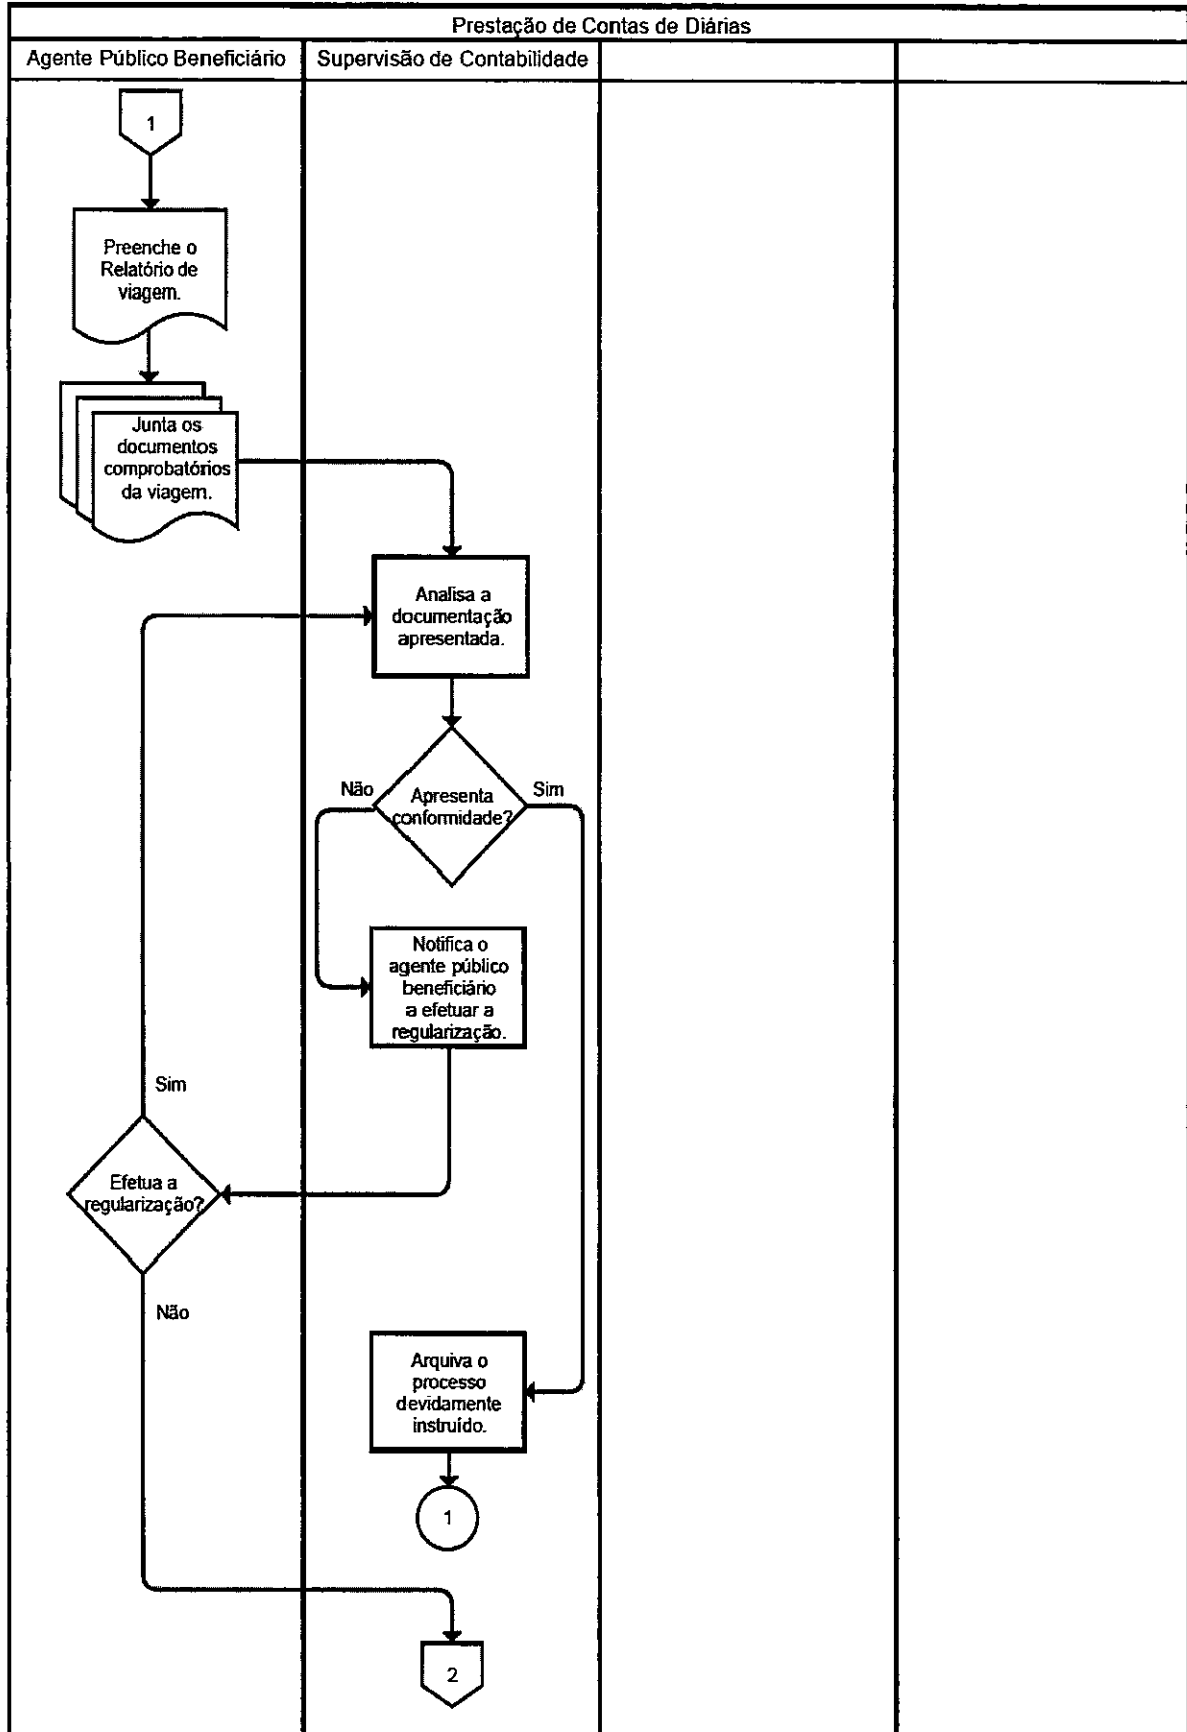 Prestação de Contas de Diárias
Agente Público Beneficiário
Supervisão de Contabilidade
1
Preenche o
Relatório de
viagem.
Junta os
documentos
comprobatórios
da viagem.
Analisa a
documentação
apresentada.
Não
Apresenta
conformidade?
Sim
Notifica o
agente público
beneficiário
a efetuar a
regularização.
Sim
Efetua a
regularização?
Não
Arquiva o
processo
devidamente
instruído.
1
2